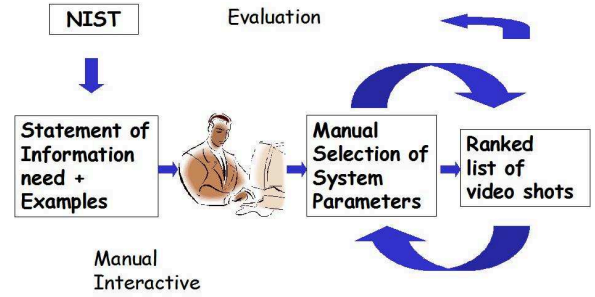 NIST
Evaluation
Statement of
Information
need +
Examples
Manual
Selection of
System
Parameters
Ranked
list of
video shots
Manual
Interactive